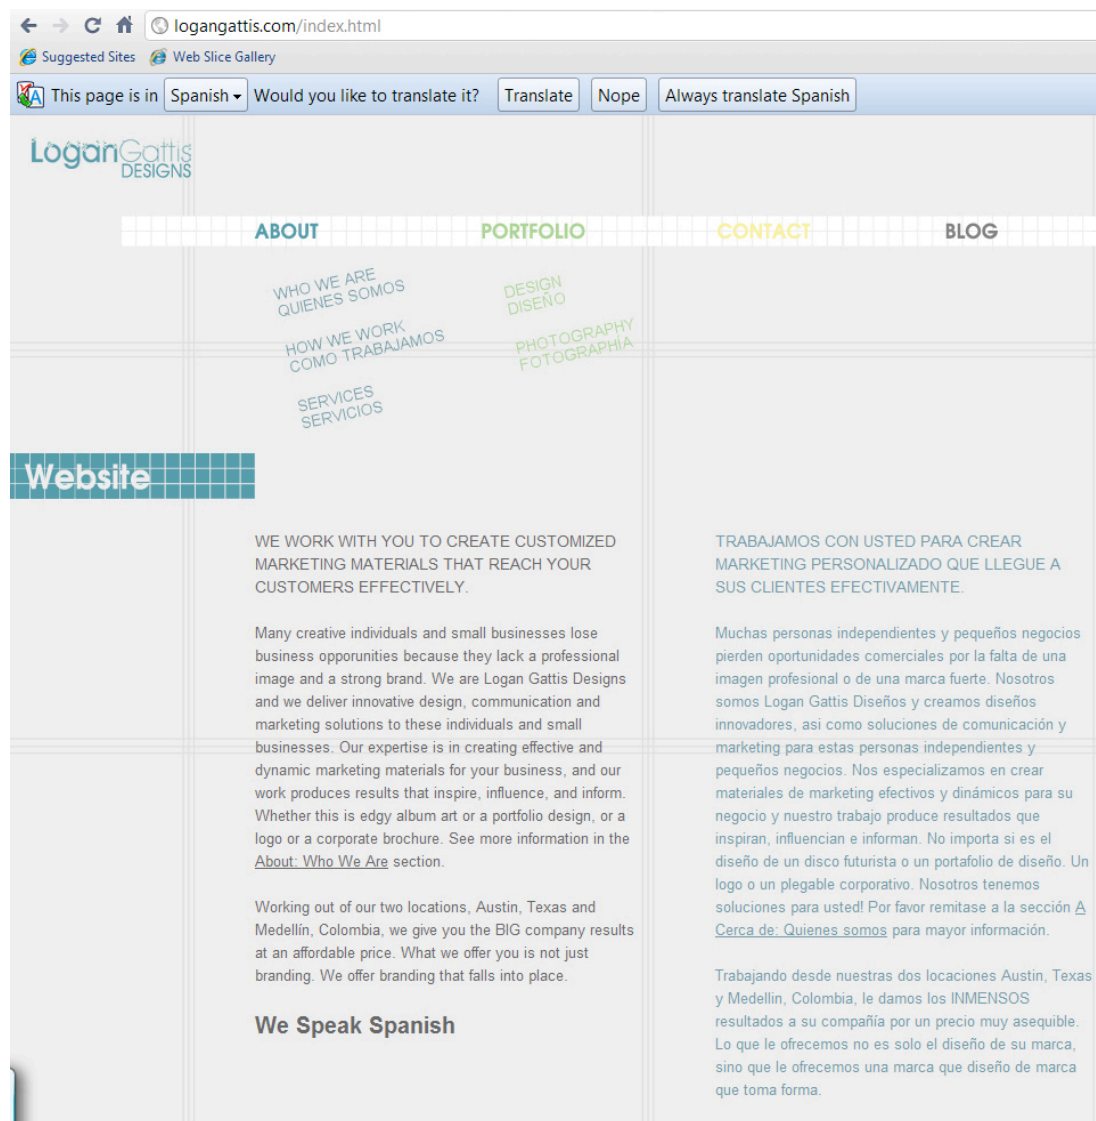 logangattis.com/index.html
Suggested Sites Web Slice Gallery
This page is in Spanish Would you like to translate it? Translate Nope Always translate Spanish
LoganGattis
DESIGNS
ABOUT PORTFOLIO CONTACT BLOG
WHO WE ARE
QUIENES SOMOS
HOW WE WORK
COMO TRABAJAMOS
SERVICES
SERVICIOS
DESIGN
DISEÑO
PHOTOGRAPHY
FOTOGRAPHÍA
Website
WE WORK WITH YOU TO CREATE CUSTOMIZED
MARKETING MATERIALS THAT REACH YOUR
CUSTOMERS EFFECTIVELY.
Many creative individuals and small businesses lose
business opporunities because they lack a professional
image and a strong brand. We are Logan Gattis Designs
and we deliver innovative design, communication and
marketing solutions to these individuals and small
businesses. Our expertise is in creating effective and
dynamic marketing materials for your business, and our
work produces results that inspire, influence, and inform.
Whether this is edgy album art or a portfolio design, or a
logo or a corporate brochure. See more information in the
About: Who We Are section.
Working out of our two locations, Austin, Texas and
Medellín, Colombia, we give you the BIG company results
at an affordable price. What we offer you is not just
branding. We offer branding that falls into place.
We Speak Spanish
TRABAJAMOS CON USTED PARA CREAR
MARKETING PERSONALIZADO QUE LLEGUE A
SUS CLIENTES EFECTIVAMENTE.
Muchas personas independientes y pequeños negocios
pierden oportunidades comerciales por la falta de una
imagen profesional o de una marca fuerte. Nosotros
somos Logan Gattis Diseños y creamos diseños
innovadores, asi como soluciones de comunicación y
marketing para estas personas independientes y
pequeños negocios. Nos especializamos en crear
materiales de marketing efectivos y dinámicos para su
negocio y nuestro trabajo produce resultados que
inspiran, influencian e informan. No importa si es el
diseño de un disco futurista o un portafolio de diseño. Un
logo o un plegable corporativo. Nosotros tenemos
soluciones para usted! Por favor remitase a la sección A
Cerca de: Quienes somos para mayor información.
Trabajando desde nuestras dos locaciones Austin, Texas
y Medellin, Colombia, le damos los INMENSOS
resultados a su compañía por un precio muy asequible.
Lo que le ofrecemos no es solo el diseño de su marca,
sino que le ofrecemos una marca que diseño de marca
que toma forma.